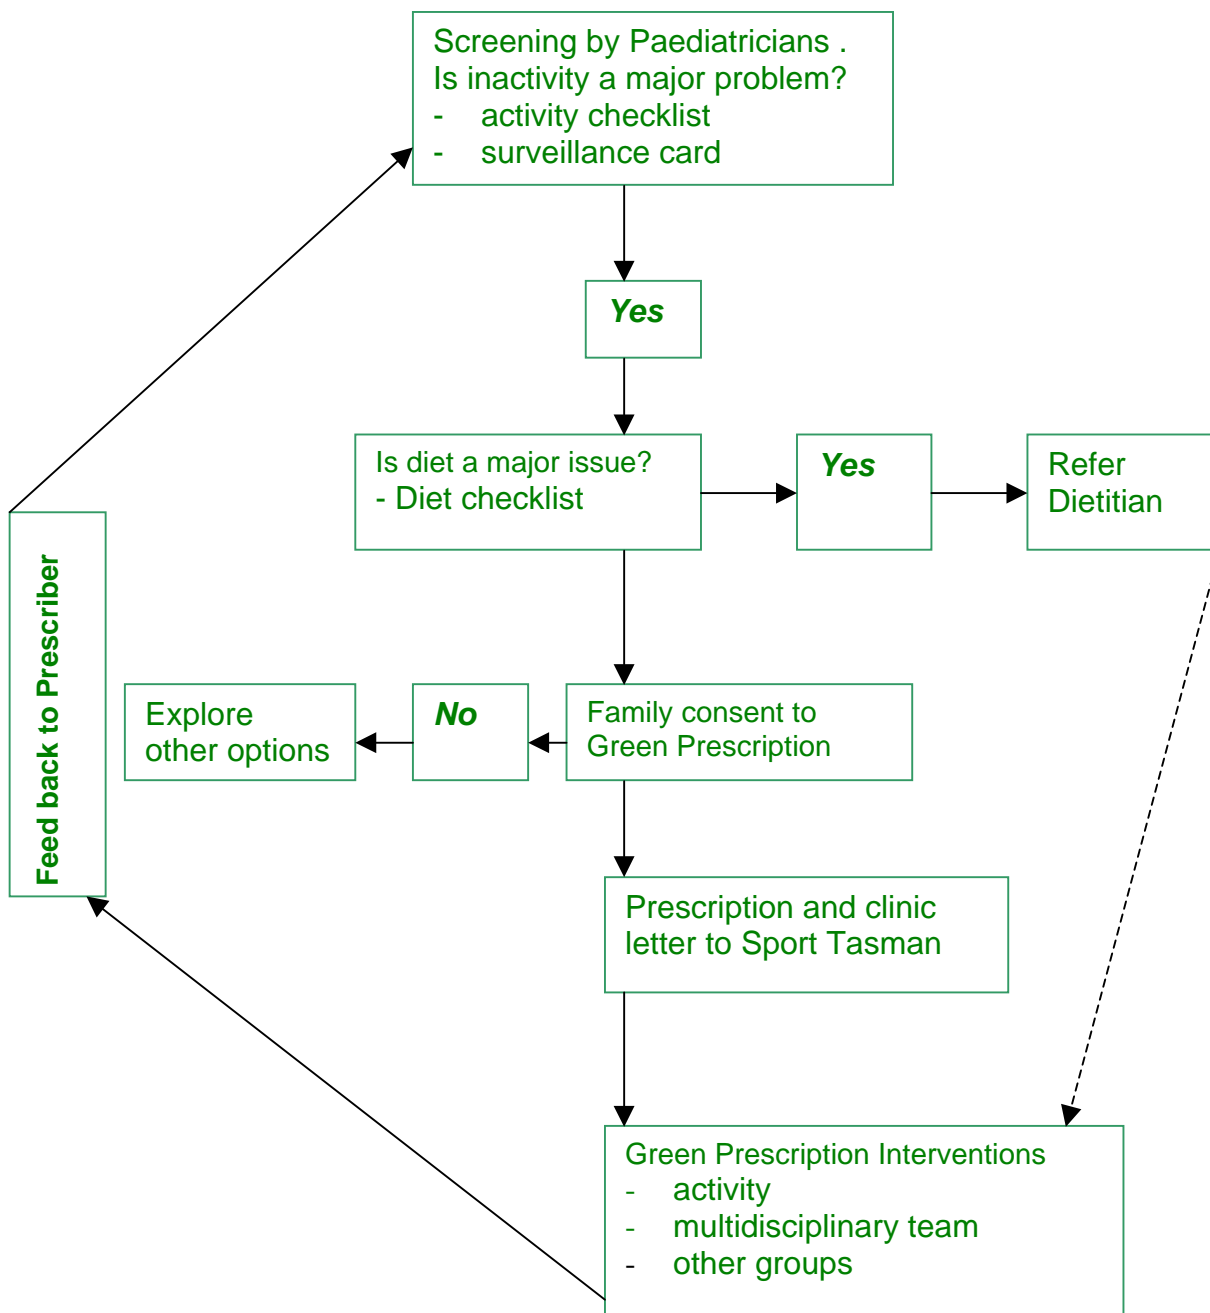 Screening by Paediatricians .
Is inactivity a major problem?
- activity checklist
- surveillance card
Yes
Is diet a major issue?
- Diet checklist
Yes
Refer
Dietitian
Feed back to Prescriber
Explore
other options
No
Family consent to
Green Prescription
Prescription and clinic
letter to Sport Tasman
Green Prescription Interventions
- activity
- multidisciplinary team
- other groups